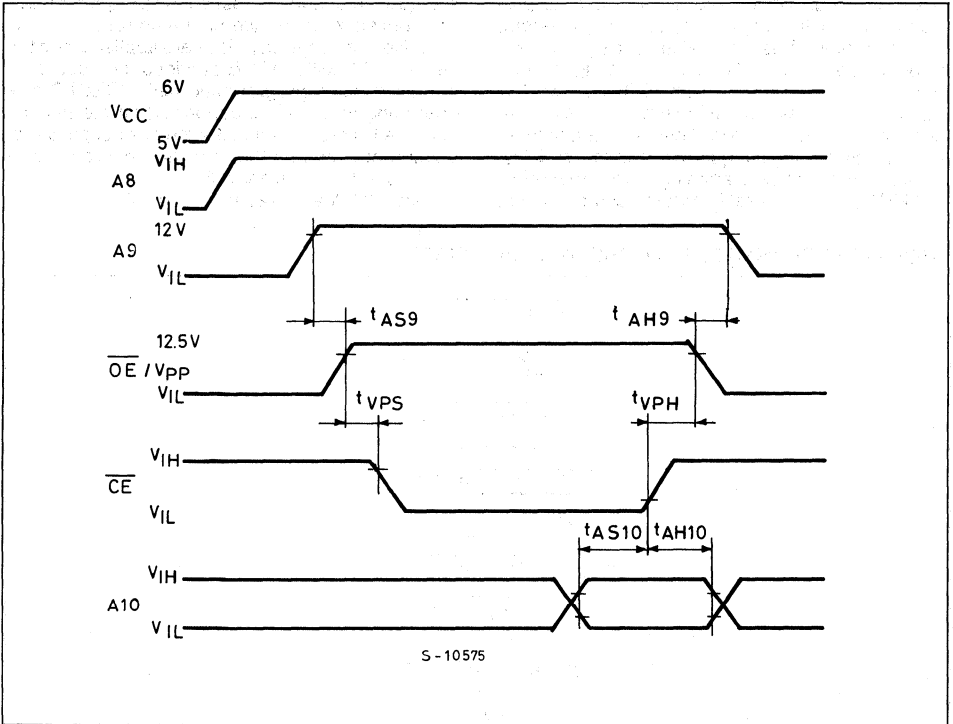 6V
VCC
5V
VIH
A8
VIL
12V
A9
VIL
tAS9
tAH9
12.5V
OE / VPP
VIL
tVPS
tVPH
VIH
CE
VIL
tAS10
tAH10
VIH
A10
VIL
S-10575